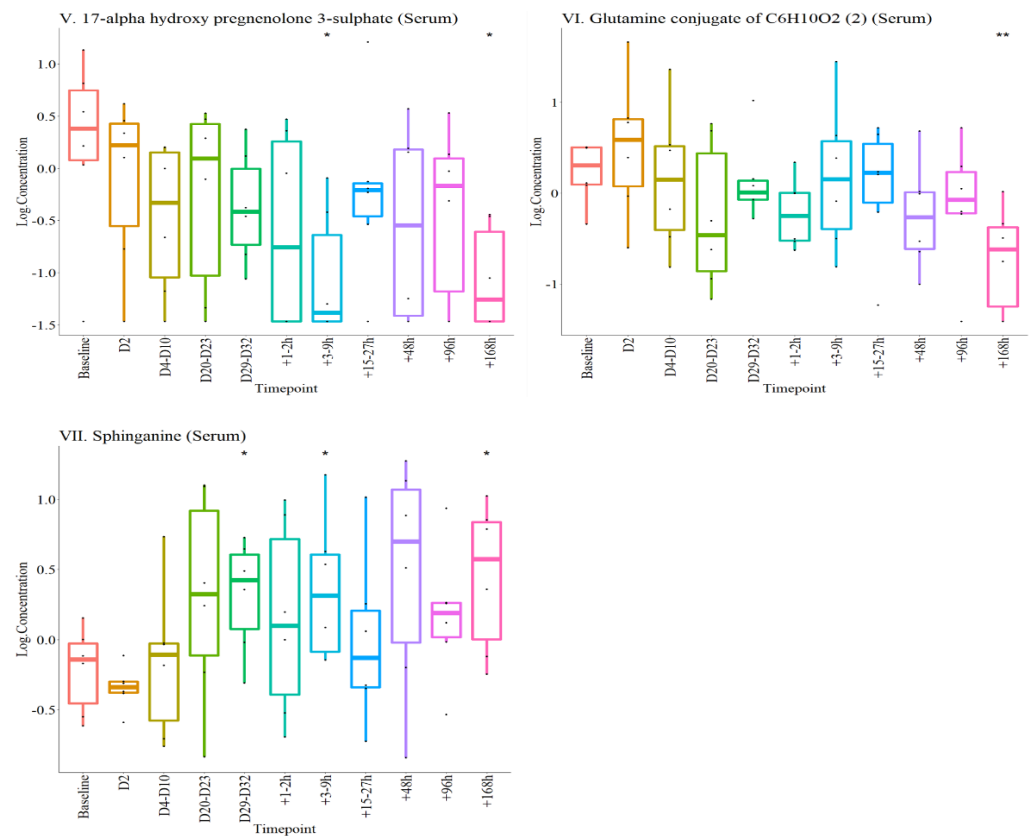 V. 17-alpha hydroxy pregnenolone 3-sulphate (Serum)
* *
Log.Concentration
1.0
0.5
0.0
-0.5
-1.0
-1.5
Baseline D2 D4-D10 D20-D23 D29-D32 +1-2h +3-9h +15-27h +48h +96h +168h
Timepoint
VI. Glutamine conjugate of C6H10O2 (2) (Serum)
**
Log.Concentration
1
0
-1
Baseline D2 D4-D10 D20-D23 D29-D32 +1-2h +3-9h +15-27h +48h +96h +168h
Timepoint
VII. Sphinganine (Serum)
* * *
Log.Concentration
1.0
0.5
0.0
-0.5
Baseline D2 D4-D10 D20-D23 D29-D32 +1-2h +3-9h +15-27h +48h +96h +168h
Timepoint